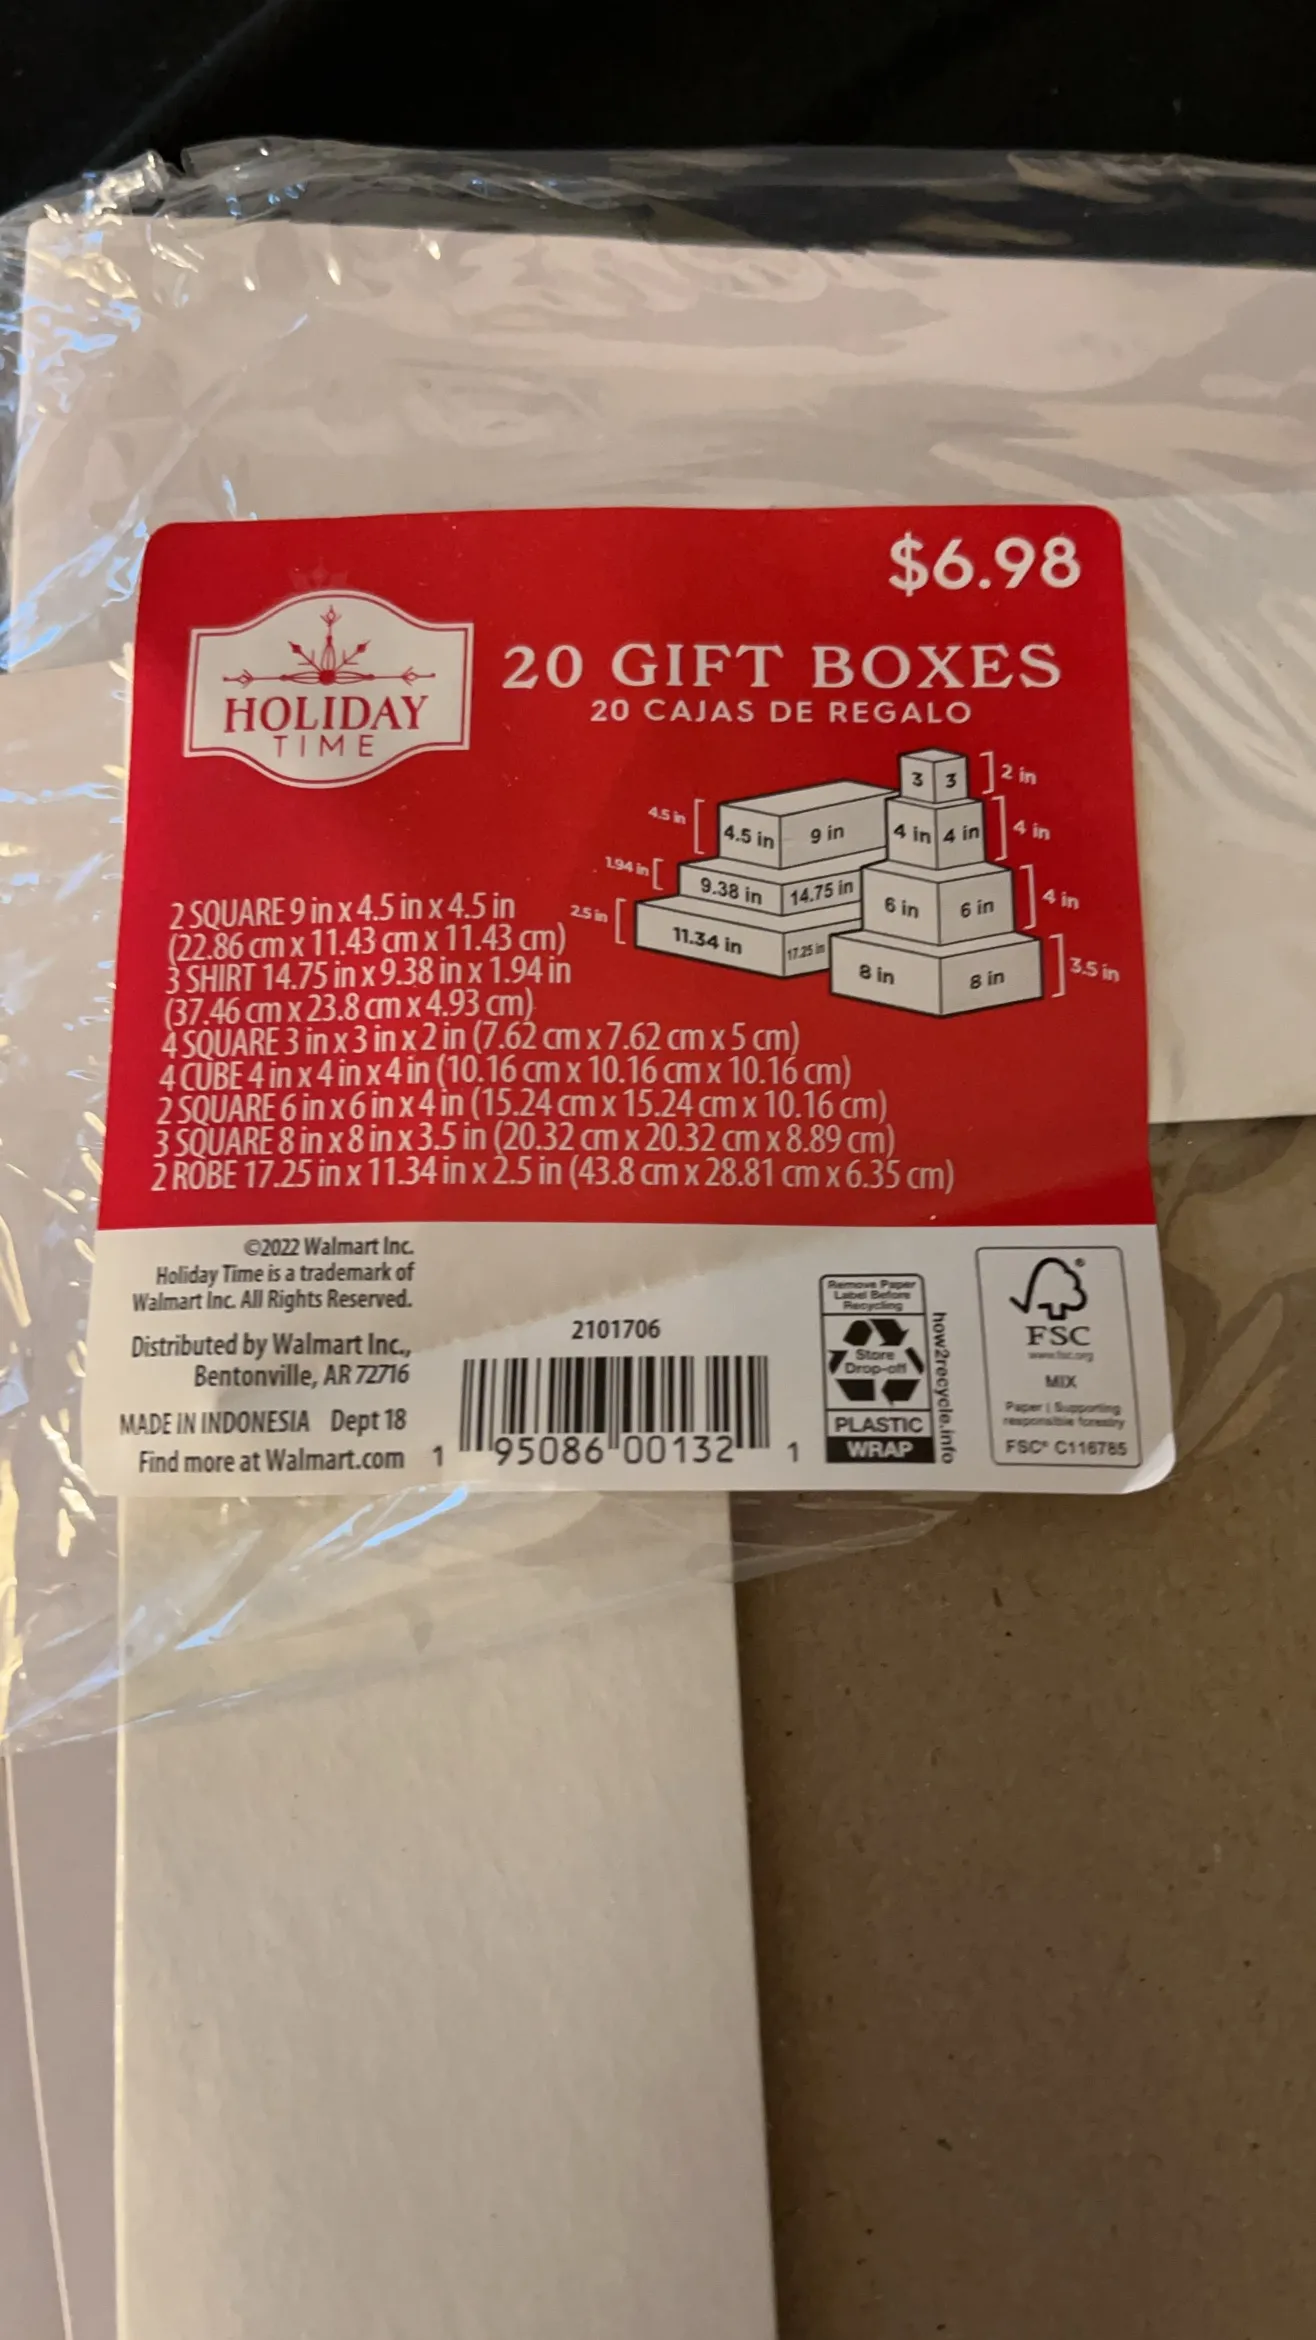 $6.98
HOLIDAY
TIME
20 GIFT BOXES
20 CAJAS DE REGALO
3 3 2 in
4.5 in 4.5 in 9 in 4 in 4 in 4 in
1.94 in 9.38 in 14.75 in 6 in 6 in 4 in
2.5 in 11.34 in 17.25 in 8 in 8 in 3.5 in
2 SQUARE 9 in x 4.5 in x 4.5 in
(22.86 cm x 11.43 cm x 11.43 cm)
3 SHIRT 14.75 in x 9.38 in x 1.94 in
(37.46 cm x 23.8 cm x 4.93 cm)
4 SQUARE 3 in x 3 in x 2 in (7.62 cm x 7.62 cm x 5 cm)
4 CUBE 4 in x 4 in x 4 in (10.16 cm x 10.16 cm x 10.16 cm)
2 SQUARE 6 in x 6 in x 4 in (15.24 cm x 15.24 cm x 10.16 cm)
3 SQUARE 8 in x 8 in x 3.5 in (20.32 cm x 20.32 cm x 8.89 cm)
2 ROBE 17.25 in x 11.34 in x 2.5 in (43.8 cm x 28.81 cm x 6.35 cm)
©2022 Walmart Inc.
Holiday Time is a trademark of
Walmart Inc. All Rights Reserved.
Distributed by Walmart Inc.,
Bentonville, AR 72716
MADE IN INDONESIA Dept 18
Find more at Walmart.com
2101706
1 95086 00132 1
Remove Paper
Label Before
Recycling
Store
Drop-off
PLASTIC
WRAP
how2recycle.info
FSC®
www.fsc.org
MIX
Paper | Supporting
responsible forestry
FSC® C116785